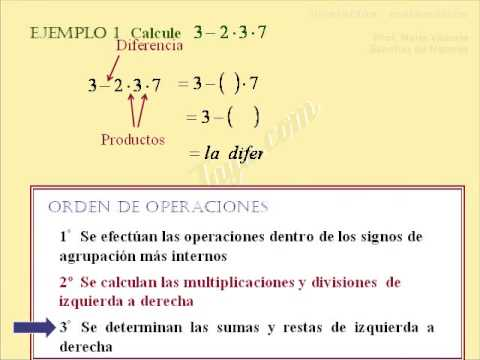 EJEMPLO 1 Calcule 3-2·3·7
Diferencia
3-2·3·7 = 3-( )·7
= 3-( )
Productos
= la difer
ORDEN DE OPERACIONES
1° Se efectúan las operaciones dentro de los signos de
agrupación más internos
2º Se calculan las multiplicaciones y divisiones de
izquierda a derecha
3° Se determinan las sumas y restas de izquierda a
derecha